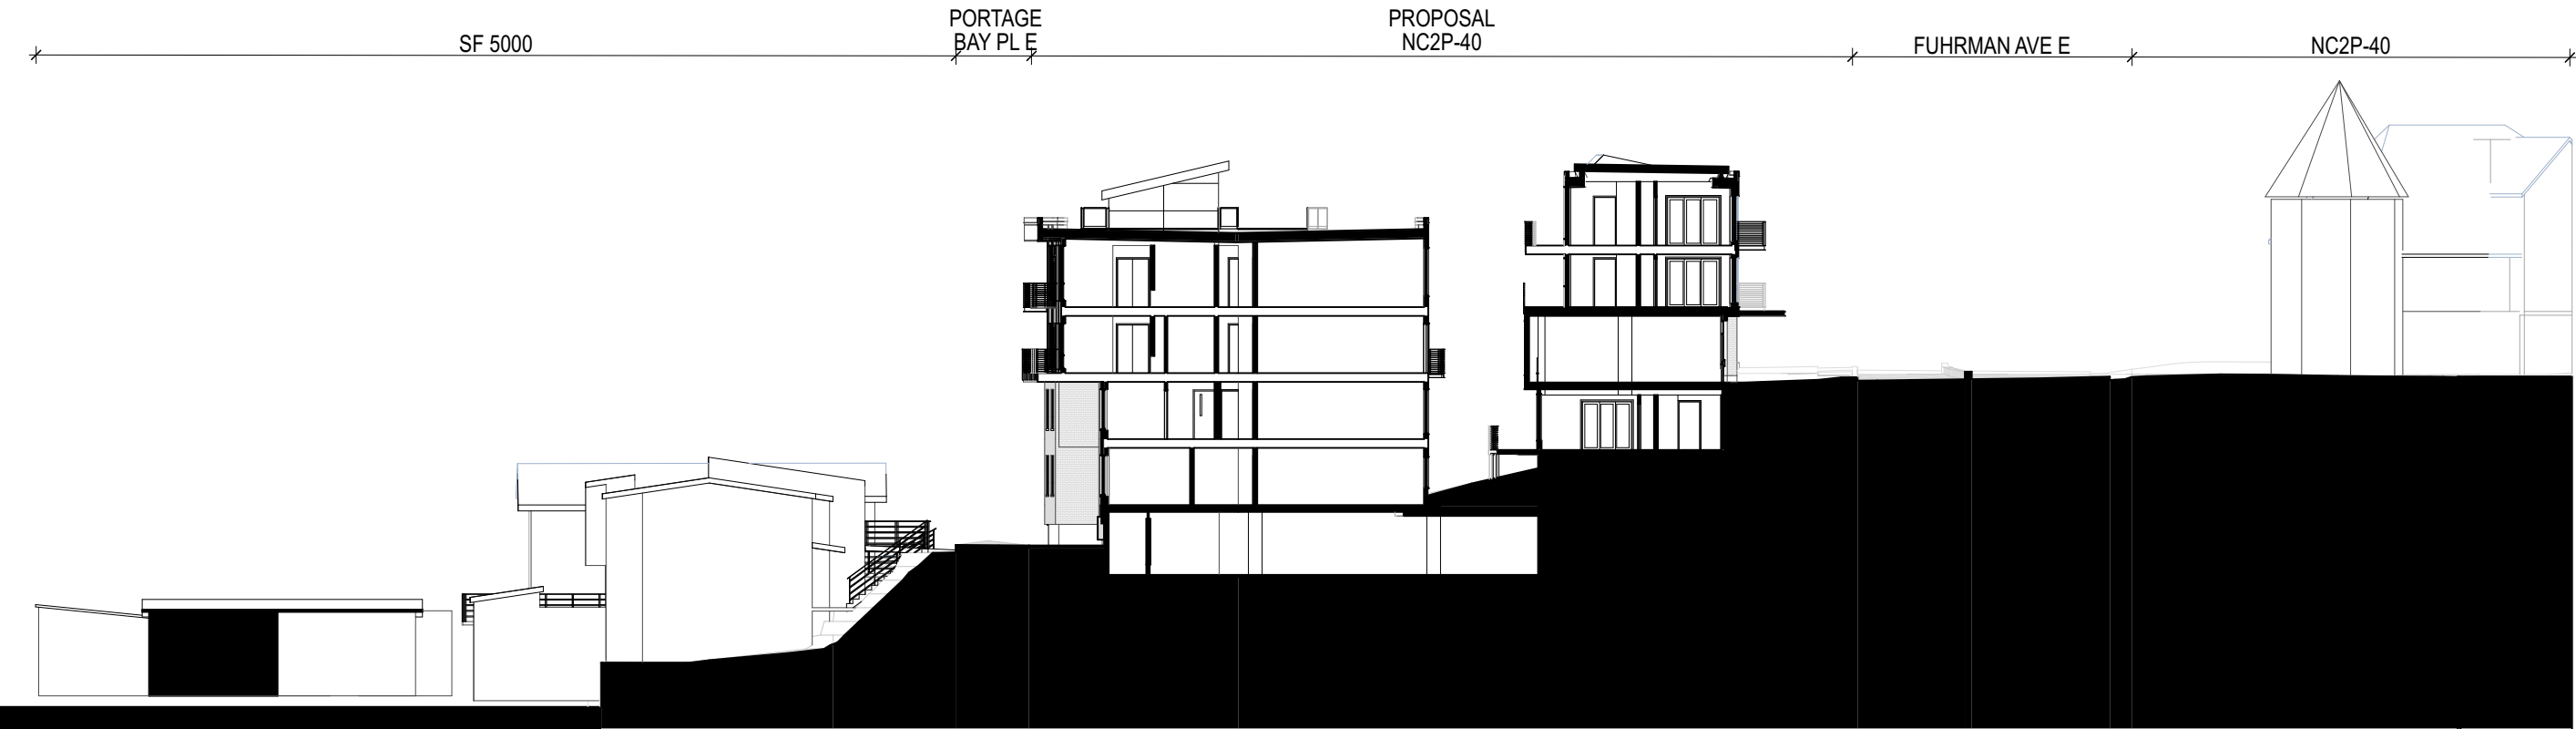 SF 5000
PORTAGE
BAY PL E
PROPOSAL
NC2P-40
FUHRMAN AVE E
NC2P-40